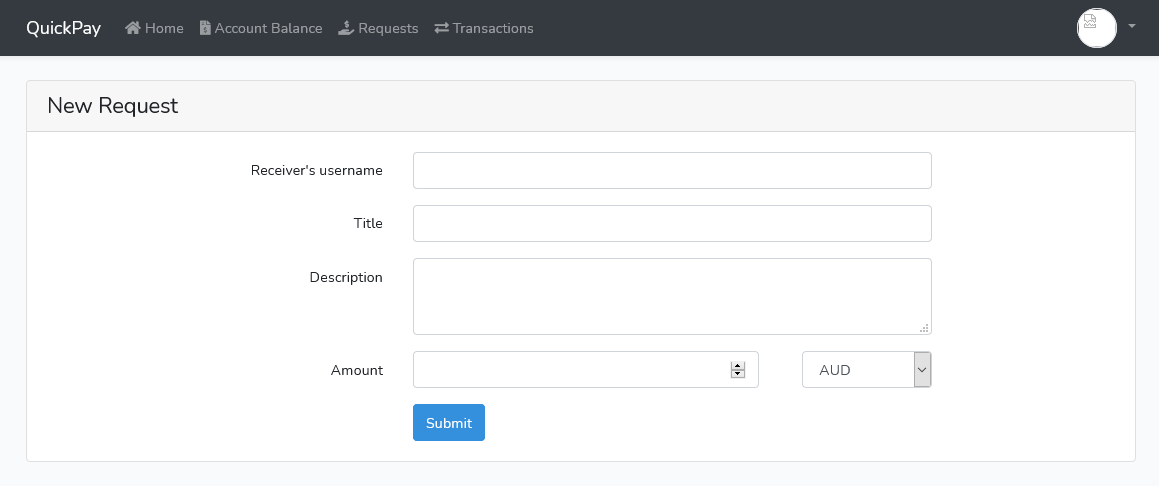 QuickPay Home Account Balance Requests Transactions
New Request
Receiver's username
Title
Description
Amount AUD
Submit